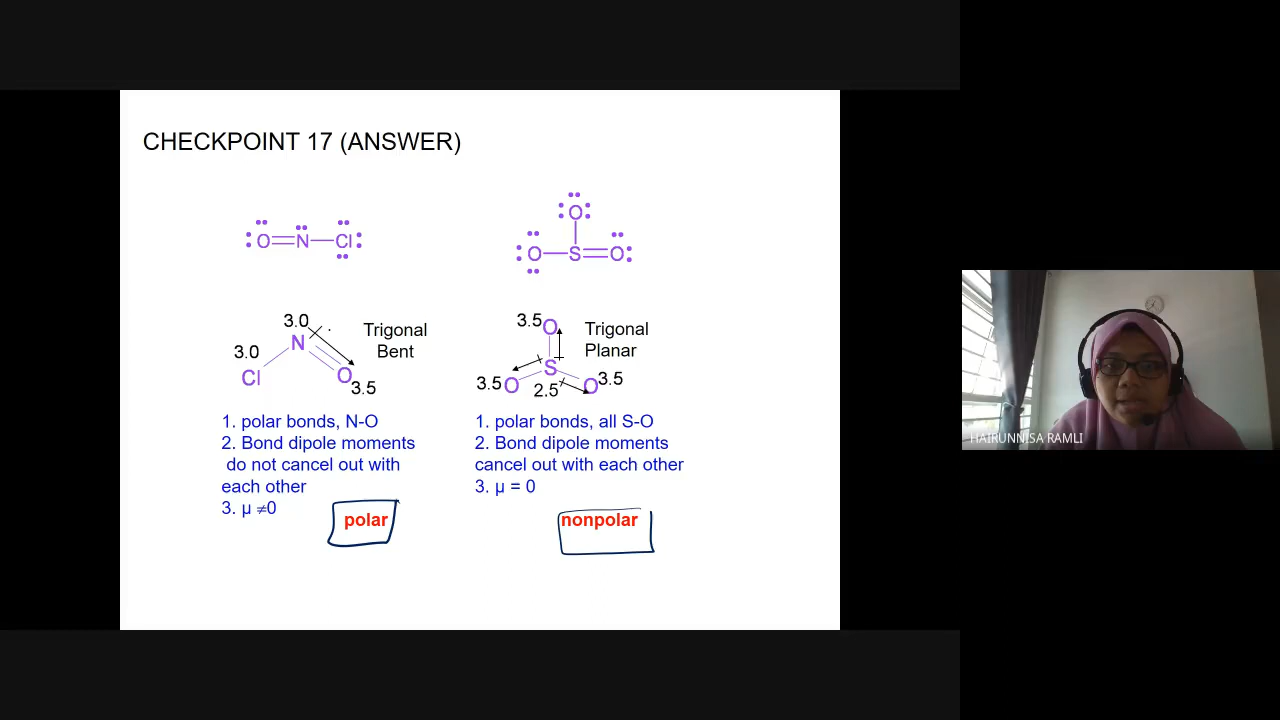 CHECKPOINT 17 (ANSWER)
O N Cl
O
O S O
3.0
N
3.0
Cl
O
3.5
Trigonal
Bent
3.5 O
S
3.5 O
2.5
O 3.5
Trigonal
Planar
1. polar bonds, N-O
2. Bond dipole moments
do not cancel out with
each other
3. μ ≠0
polar
1. polar bonds, all S-O
2. Bond dipole moments
cancel out with each other
3. μ = 0
nonpolar
HAIRUNNISA RAMLI